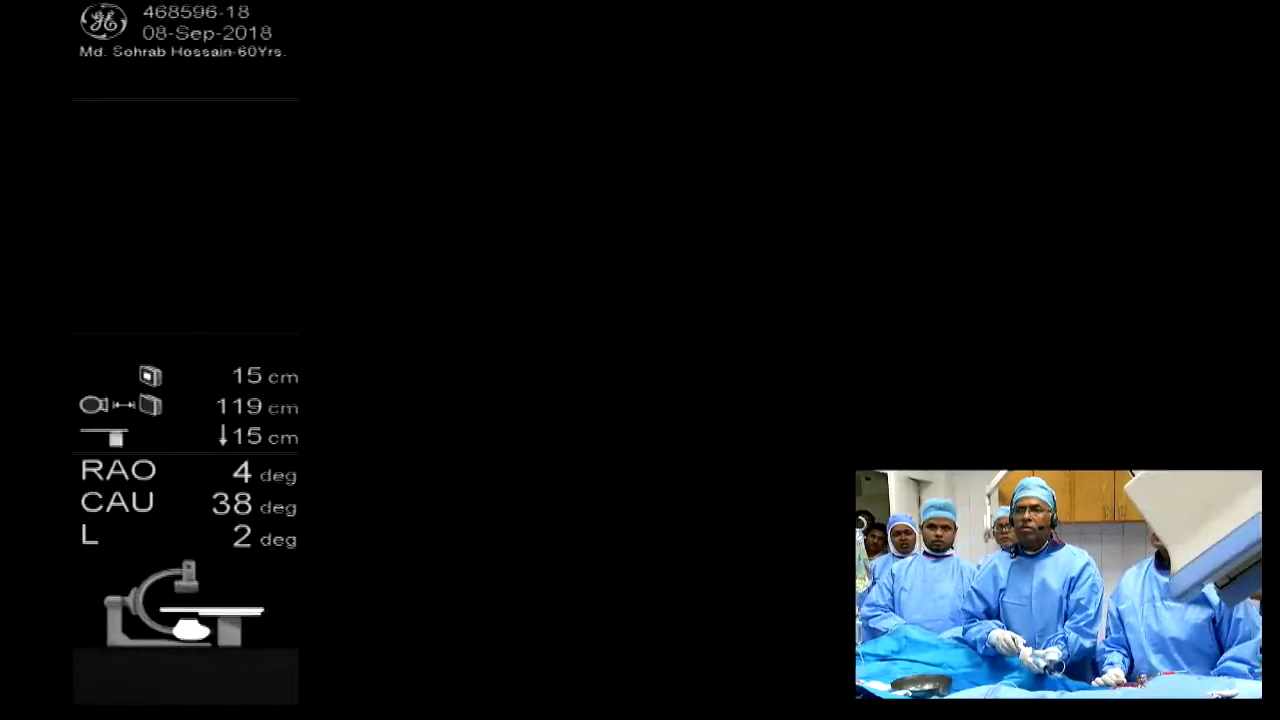 468596-18
08-Sep-2018
Md. Sohrab Hossain-60Yrs.
15 cm
119 cm
↓15 cm
RAO 4 deg
CAU 38 deg
L 2 deg